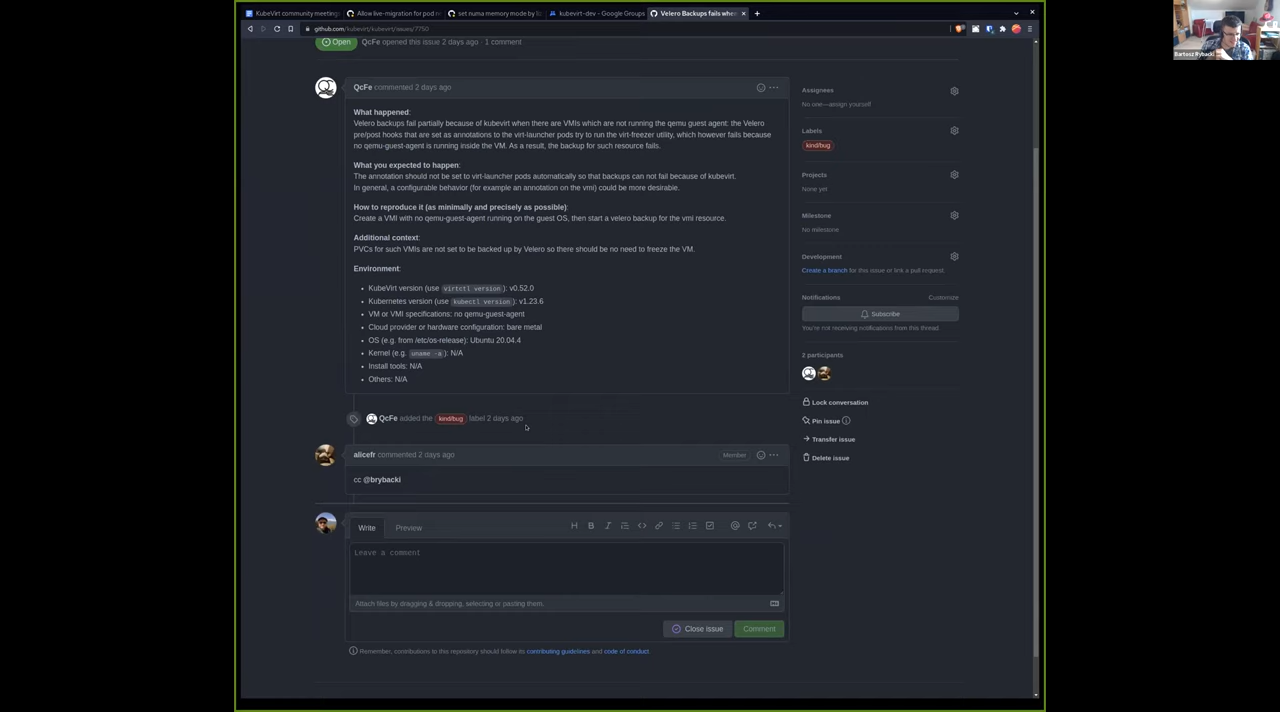 KubeVirt community meeting
Allow live-migration for pod n
set numa memory mode by li
kubevirt-dev - Google Groups
Velero Backups fails when
github.com/kubevirt/kubevirt/issues/7750
Open
QcFe opened this issue 2 days ago · 1 comment
QcFe commented 2 days ago
What happened:
Velero backups fail partially because of kubevirt when there are VMIs which are not running the qemu guest agent: the Velero
pre/post hooks that are set as annotations to the virt-launcher pods try to run the virt-freezer utility, which however fails because
no qemu-guest-agent is running inside the VM. As a result, the backup for such resource fails.
What you expected to happen:
The annotation should not be set to virt-launcher pods automatically so that backups can not fail because of kubevirt.
In general, a configurable behavior (for example an annotation on the vmi) could be more desirable.
How to reproduce it (as minimally and precisely as possible):
Create a VMI with no qemu-guest-agent running on the guest OS, then start a velero backup for the vmi resource.
Additional context:
PVCs for such VMIs are not set to be backed up by Velero so there should be no need to freeze the VM.
Environment:
• KubeVirt version (use virtctl version): v0.52.0
• Kubernetes version (use kubectl version): v1.23.6
• VM or VMI specifications: no qemu-guest-agent
• Cloud provider or hardware configuration: bare metal
• OS (e.g. from /etc/os-release): Ubuntu 20.04.4
• Kernel (e.g. uname -a): N/A
• Install tools: N/A
• Others: N/A
QcFe added the kind/bug label 2 days ago
alicefr commented 2 days ago
Member
cc @brybacki
Write
Preview
Leave a comment
Attach files by dragging & dropping, selecting or pasting them.
Close issue
Comment
Remember, contributions to this repository should follow its contributing guidelines and code of conduct.
Assignees
No one—assign yourself
Labels
kind/bug
Projects
None yet
Milestone
No milestone
Development
Create a branch for this issue or link a pull request.
Notifications
Customize
Subscribe
You're not receiving notifications from this thread.
2 participants
Lock conversation
Pin issue
Transfer issue
Delete issue
Bartosz Rybacki